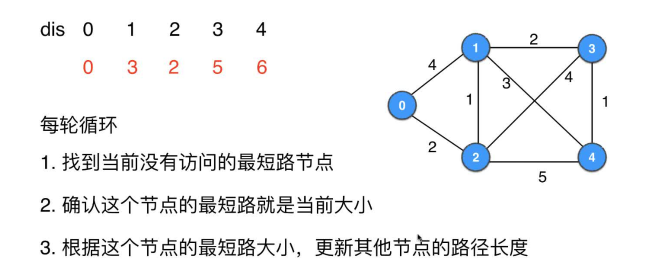 dis 0 1 2 3 4
0 3 2 5 6
每轮循环
1. 找到当前没有访问的最短路节点
2. 确认这个节点的最短路就是当前大小
3. 根据这个节点的最短路大小，更新其他节点的路径长度
1 2 3
4 3 4
0 1 1
2 2 4
5